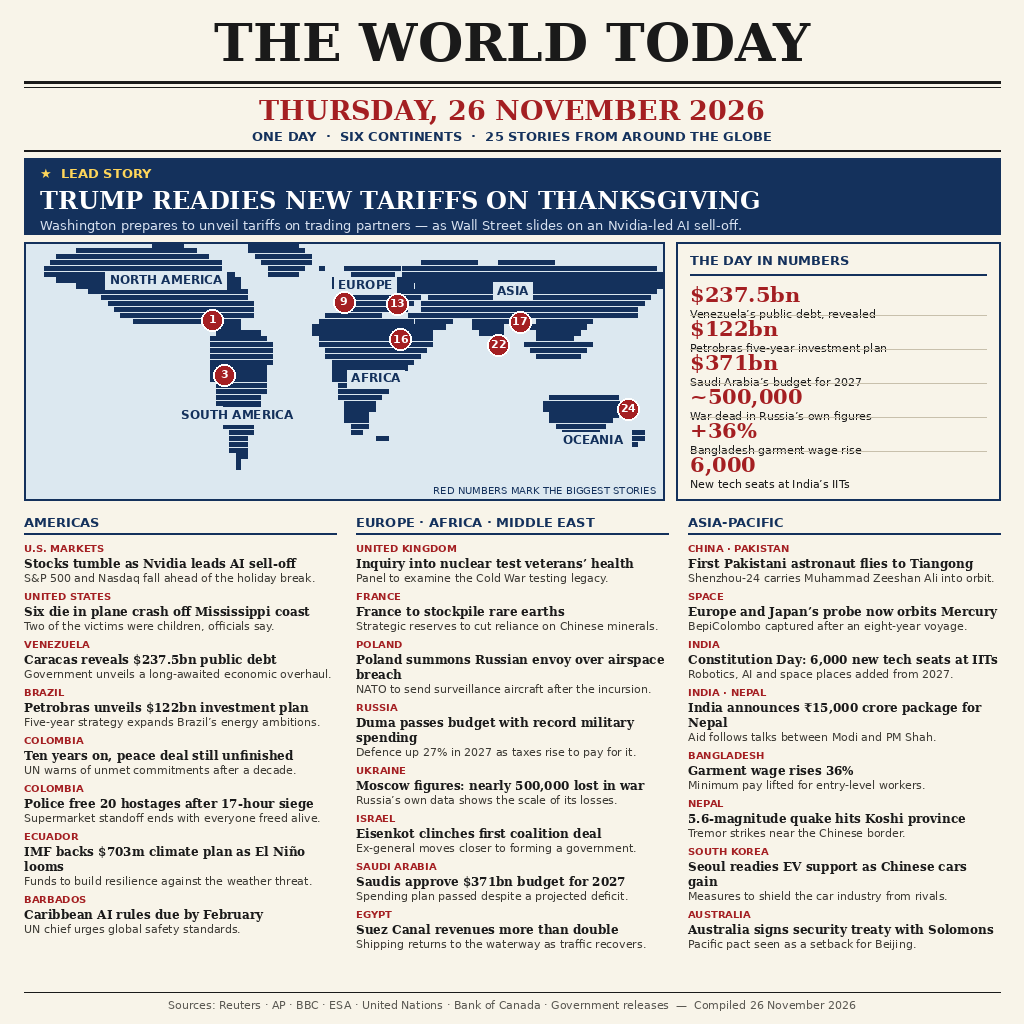 THE WORLD TODAY
THURSDAY, 26 NOVEMBER 2026
ONE DAY · SIX CONTINENTS · 25 STORIES FROM AROUND THE GLOBE
★ LEAD STORY
TRUMP READIES NEW TARIFFS ON THANKSGIVING
Washington prepares to unveil tariffs on trading partners — as Wall Street slides on an Nvidia-led AI sell-off.
NORTH AMERICA
EUROPE
ASIA
9
13
1
17
16
22
3
AFRICA
SOUTH AMERICA
24
OCEANIA
RED NUMBERS MARK THE BIGGEST STORIES
THE DAY IN NUMBERS
$237.5bn
Venezuela’s public debt, revealed
$122bn
Petrobras five-year investment plan
$371bn
Saudi Arabia’s budget for 2027
~500,000
War dead in Russia’s own figures
+36%
Bangladesh garment wage rise
6,000
New tech seats at India’s IITs
AMERICAS
U.S. MARKETS
Stocks tumble as Nvidia leads AI sell-off
S&P 500 and Nasdaq fall ahead of the holiday break.
UNITED STATES
Six die in plane crash off Mississippi coast
Two of the victims were children, officials say.
VENEZUELA
Caracas reveals $237.5bn public debt
Government unveils a long-awaited economic overhaul.
BRAZIL
Petrobras unveils $122bn investment plan
Five-year strategy expands Brazil’s energy ambitions.
COLOMBIA
Ten years on, peace deal still unfinished
UN warns of unmet commitments after a decade.
COLOMBIA
Police free 20 hostages after 17-hour siege
Supermarket standoff ends with everyone freed alive.
ECUADOR
IMF backs $703m climate plan as El Niño
looms
Funds to build resilience against the weather threat.
BARBADOS
Caribbean AI rules due by February
UN chief urges global safety standards.
EUROPE · AFRICA · MIDDLE EAST
UNITED KINGDOM
Inquiry into nuclear test veterans’ health
Panel to examine the Cold War testing legacy.
FRANCE
France to stockpile rare earths
Strategic reserves to cut reliance on Chinese minerals.
POLAND
Poland summons Russian envoy over airspace
breach
NATO to send surveillance aircraft after the incursion.
RUSSIA
Duma passes budget with record military
spending
Defence up 27% in 2027 as taxes rise to pay for it.
UKRAINE
Moscow figures: nearly 500,000 lost in war
Russia’s own data shows the scale of its losses.
ISRAEL
Eisenkot clinches first coalition deal
Ex-general moves closer to forming a government.
SAUDI ARABIA
Saudis approve $371bn budget for 2027
Spending plan passed despite a projected deficit.
EGYPT
Suez Canal revenues more than double
Shipping returns to the waterway as traffic recovers.
ASIA-PACIFIC
CHINA · PAKISTAN
First Pakistani astronaut flies to Tiangong
Shenzhou-24 carries Muhammad Zeeshan Ali into orbit.
SPACE
Europe and Japan’s probe now orbits Mercury
BepiColombo captured after an eight-year voyage.
INDIA
Constitution Day: 6,000 new tech seats at IITs
Robotics, AI and space places added from 2027.
INDIA · NEPAL
India announces ₹15,000 crore package for
Nepal
Aid follows talks between Modi and PM Shah.
BANGLADESH
Garment wage rises 36%
Minimum pay lifted for entry-level workers.
NEPAL
5.6-magnitude quake hits Koshi province
Tremor strikes near the Chinese border.
SOUTH KOREA
Seoul readies EV support as Chinese cars
gain
Measures to shield the car industry from rivals.
AUSTRALIA
Australia signs security treaty with Solomons
Pacific pact seen as a setback for Beijing.
Sources: Reuters · AP · BBC · ESA · United Nations · Bank of Canada · Government releases — Compiled 26 November 2026